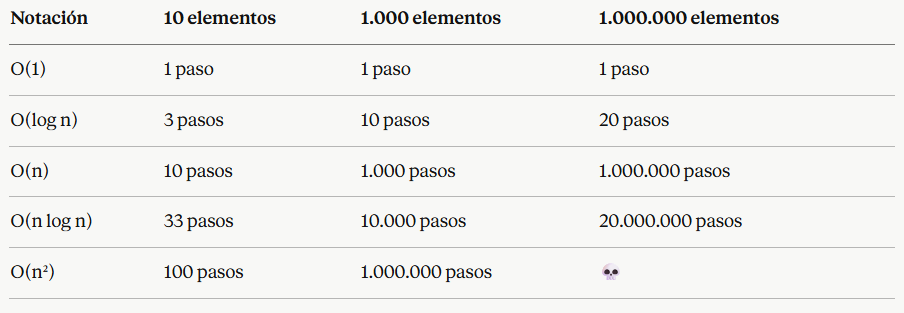 Notación 10 elementos 1.000 elementos 1.000.000 elementos
O(1) 1 paso 1 paso 1 paso
O(log n) 3 pasos 10 pasos 20 pasos
O(n) 10 pasos 1.000 pasos 1.000.000 pasos
O(n log n) 33 pasos 10.000 pasos 20.000.000 pasos
O(n²) 100 pasos 1.000.000 pasos 💀